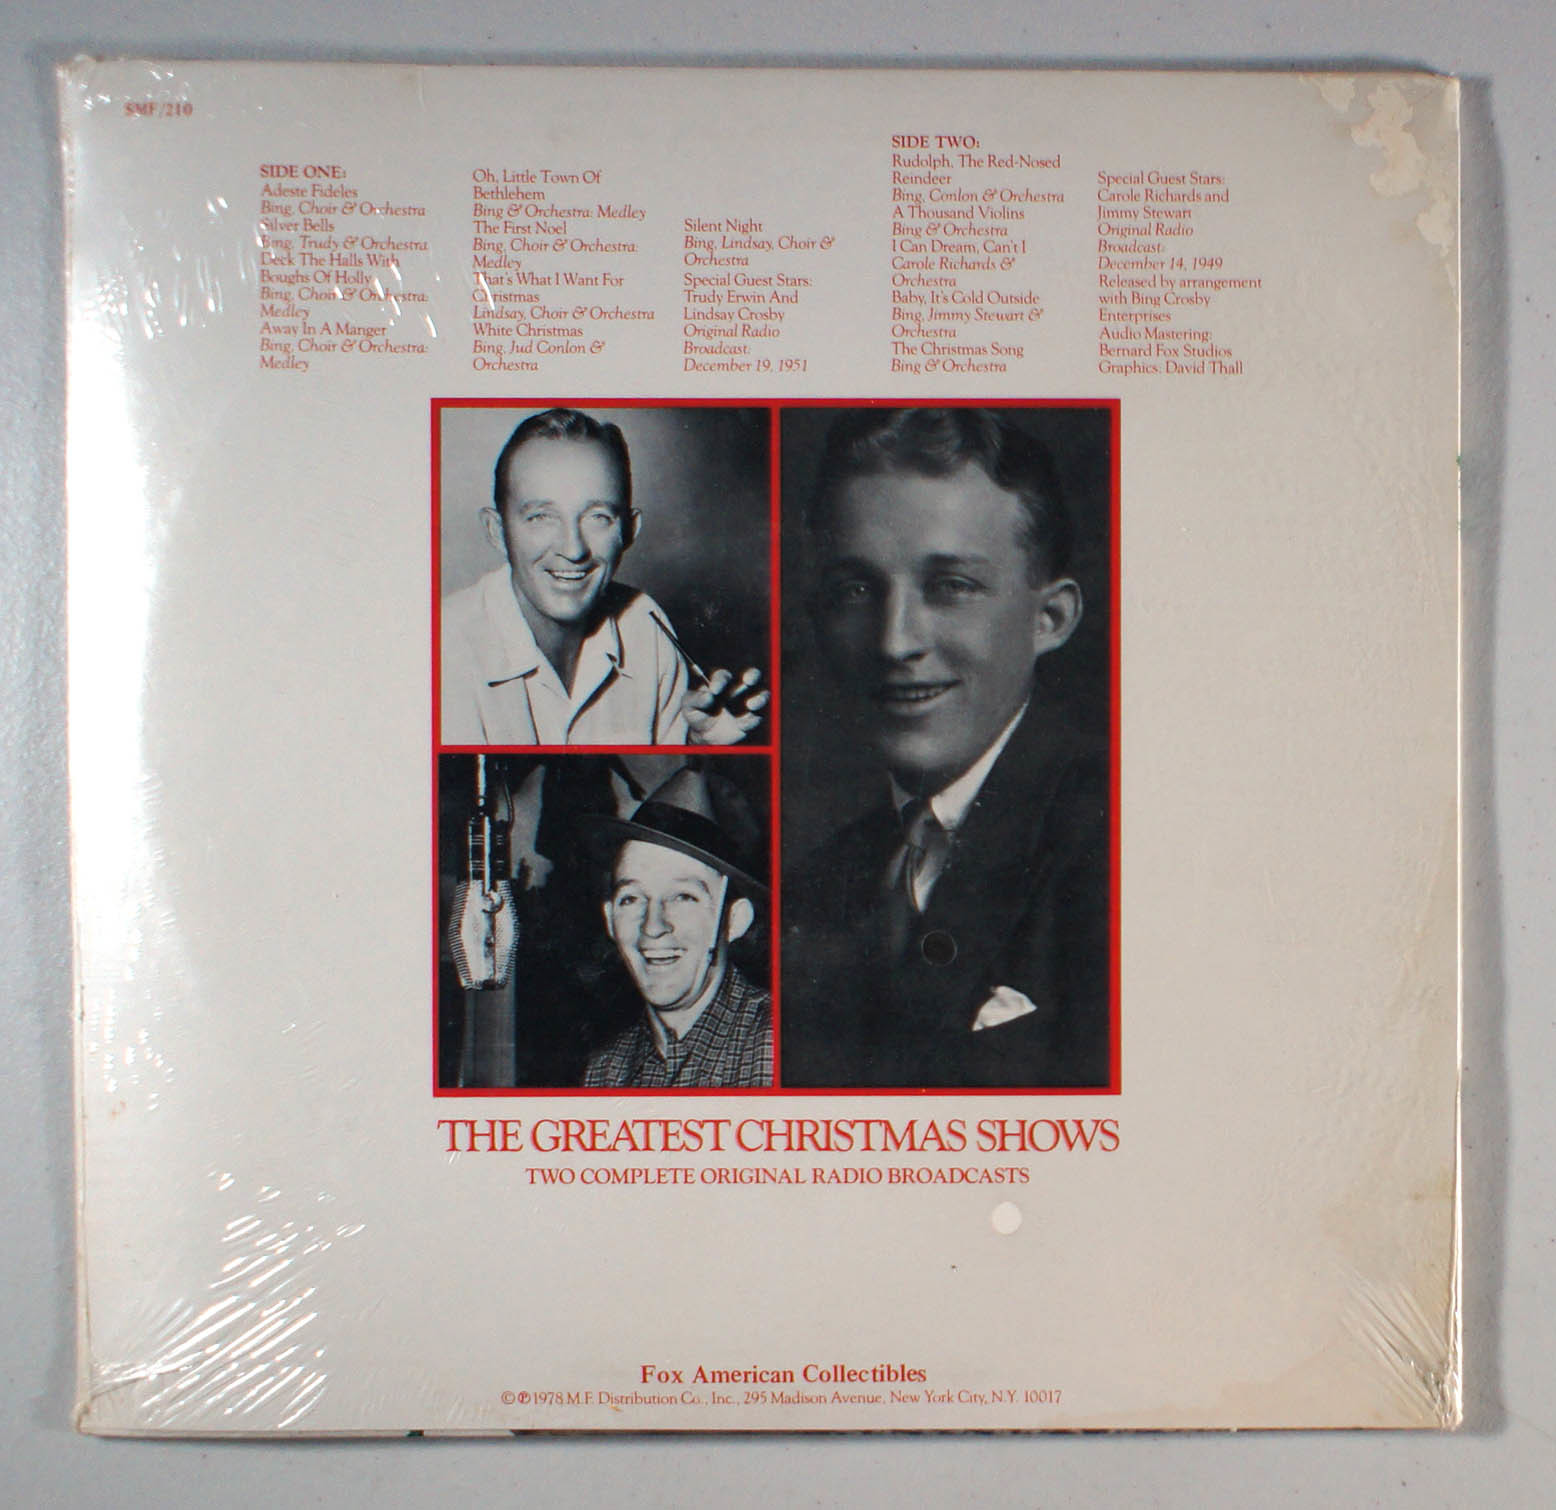 SMF/210
SIDE ONE:
Adeste Fideles
Bing, Choir & Orchestra
Silver Bells
Bing, Trudy & Orchestra
Deck The Halls With
Boughs Of Holly
Bing, Choir & Orchestra:
Medley
Away In A Manger
Bing, Choir & Orchestra:
Medley
Oh, Little Town Of
Bethlehem
Bing & Orchestra: Medley
The First Noel
Bing, Choir & Orchestra:
Medley
That's What I Want For
Christmas
Lindsay, Choir & Orchestra
White Christmas
Bing, Jud Conlon &
Orchestra
Silent Night
Bing, Lindsay, Choir &
Orchestra
Special Guest Stars:
Trudy Erwin And
Lindsay Crosby
Original Radio
Broadcast:
December 19, 1951
SIDE TWO:
Rudolph, The Red-Nosed
Reindeer
Bing, Conlon & Orchestra
A Thousand Violins
Bing & Orchestra
I Can Dream, Can't I
Carole Richards &
Orchestra
Baby, It's Cold Outside
Bing, Jimmy Stewart &
Orchestra
The Christmas Song
Bing & Orchestra
Special Guest Stars:
Carole Richards and
Jimmy Stewart
Original Radio
Broadcast:
December 14, 1949
Released by arrangement
with Bing Crosby
Enterprises
Audio Mastering:
Bernard Fox Studios
Graphics: David Thall
THE GREATEST CHRISTMAS SHOWS
TWO COMPLETE ORIGINAL RADIO BROADCASTS
Fox American Collectibles
©℗1978 M.F. Distribution Co., Inc., 295 Madison Avenue, New York City, N.Y. 10017